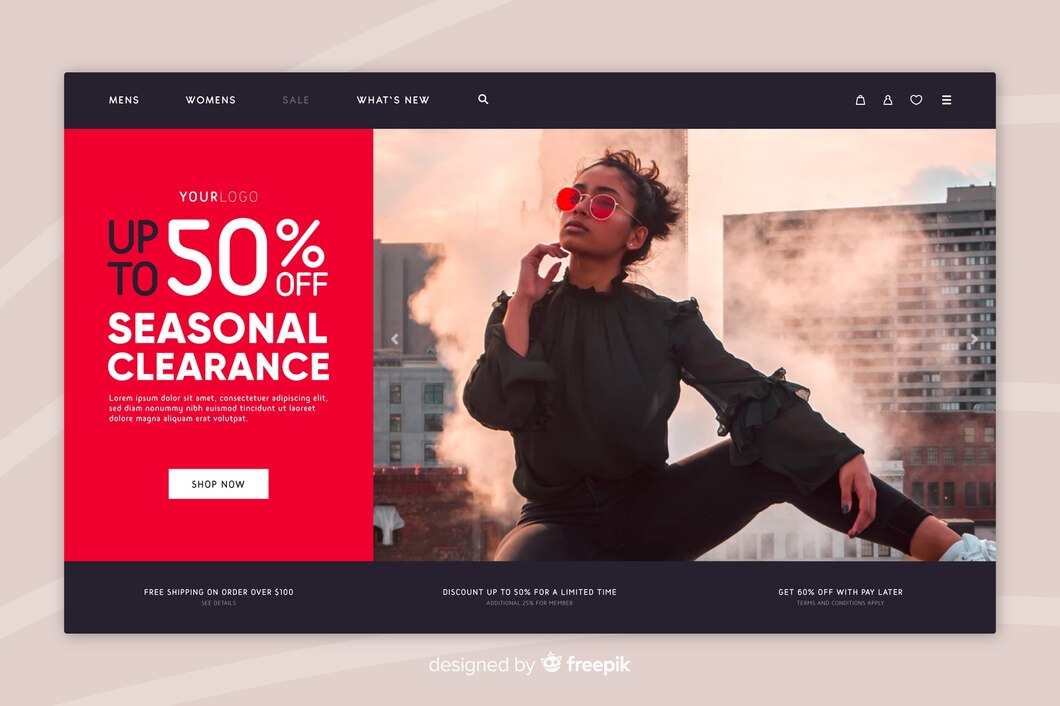 MENS WOMENS SALE WHAT'S NEW
YOURLOGO
UP TO 50% OFF
SEASONAL
CLEARANCE
Lorem ipsum dolor sit amet, consectetuer adipiscing elit,
sed diam nonummy nibh euismod tincidunt ut laoreet
dolore magna aliquam erat volutpat.
SHOP NOW
FREE SHIPPING ON ORDER OVER $100
SEE DETAILS
DISCOUNT UP TO 50% FOR A LIMITED TIME
ADDITIONAL 25% FOR MEMBER
GET 60% OFF WITH PAY LATER
TERMS AND CONDITIONS APPLY
designed by freepik